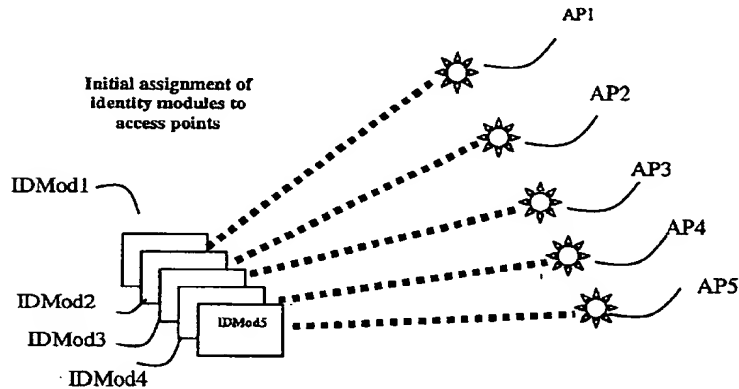 AP1
Initial assignment of
identity modules to
access points
AP2
AP3
IDMod1
AP4
AP5
IDMod2
IDMod5
IDMod3
IDMod4